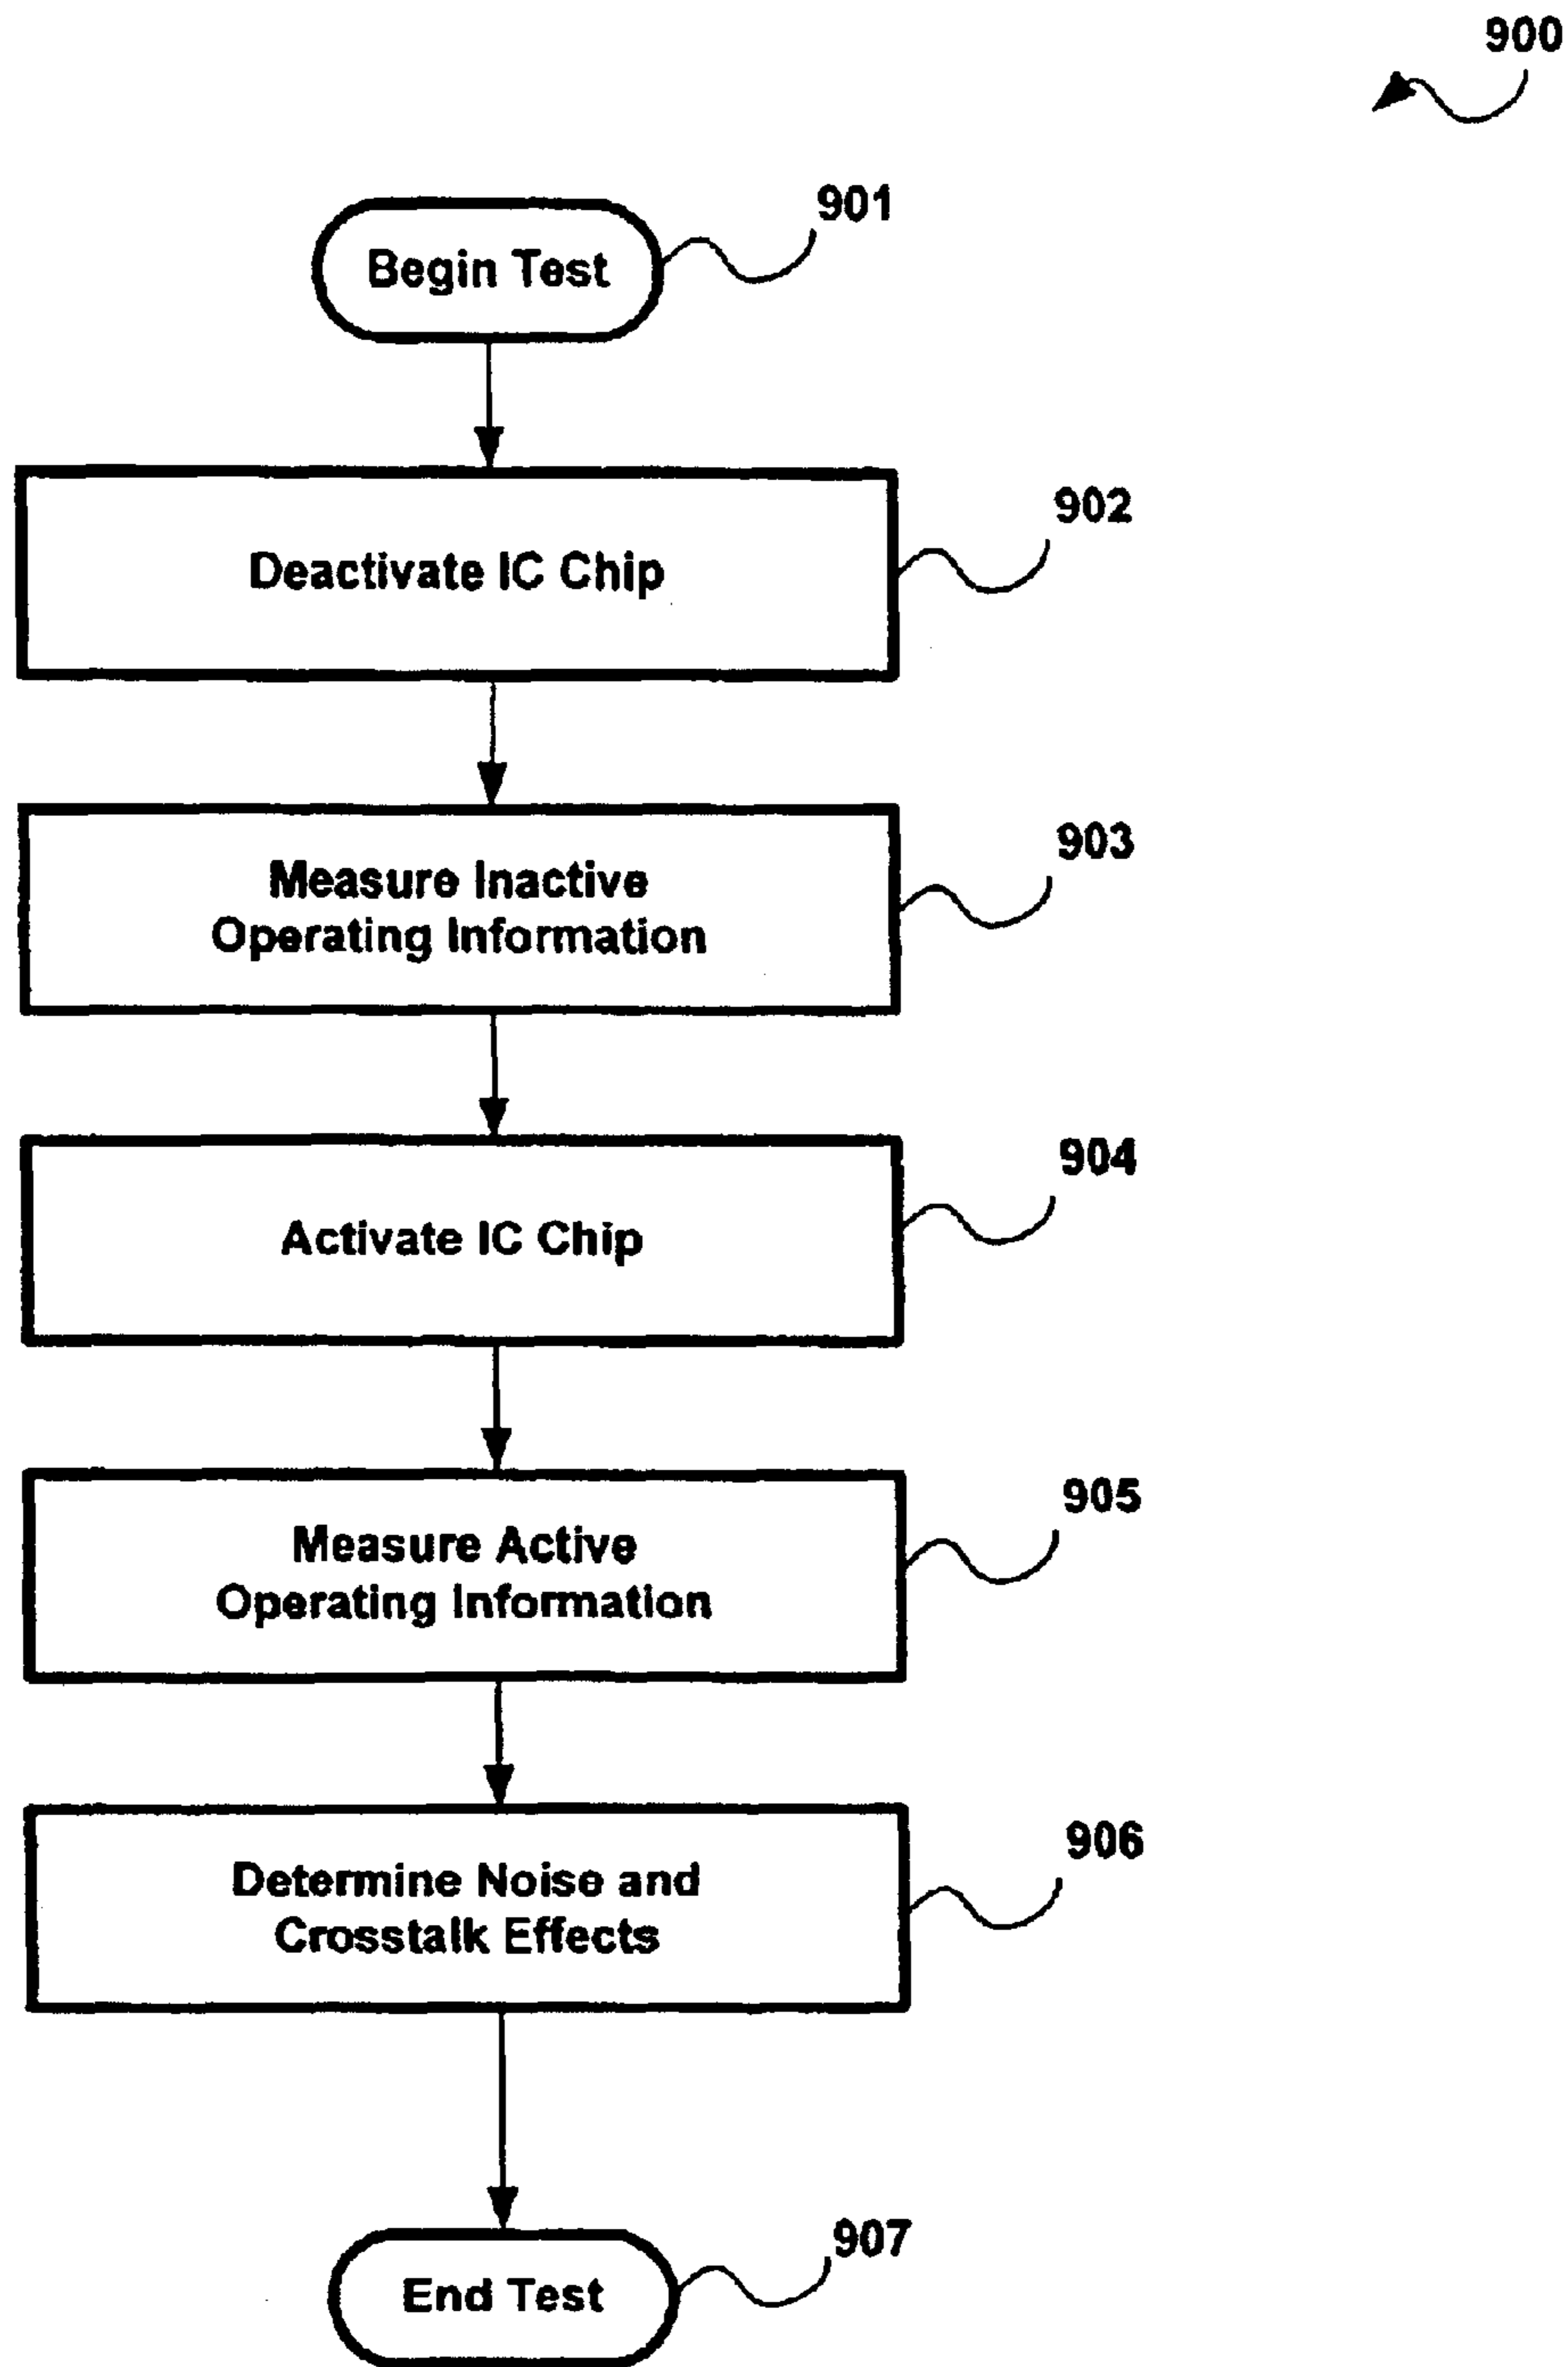 900
901
Begin Test
902
Deactivate IC Chip
903
Measure Inactive
Operating Information
904
Activate IC Chip
905
Measure Active
Operating Information
906
Determine Noise and
Crosstalk Effects
907
End Test